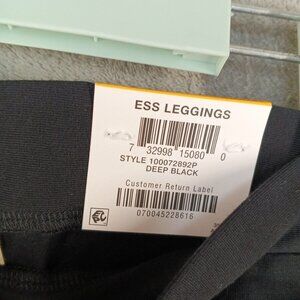 ESS LEGGINGS
7 32998 15080 0
STYLE 100072892P
DEEP BLACK
Customer Return Label
070045228616